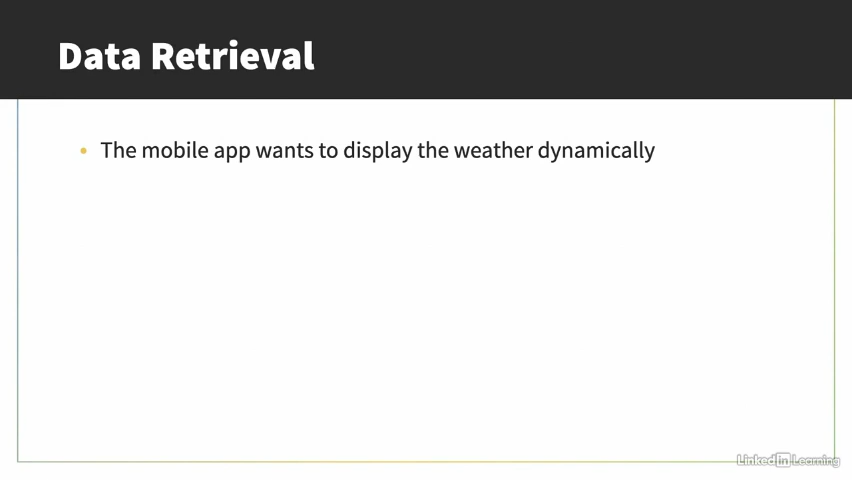 Data Retrieval
• The mobile app wants to display the weather dynamically
LinkedIn Learning